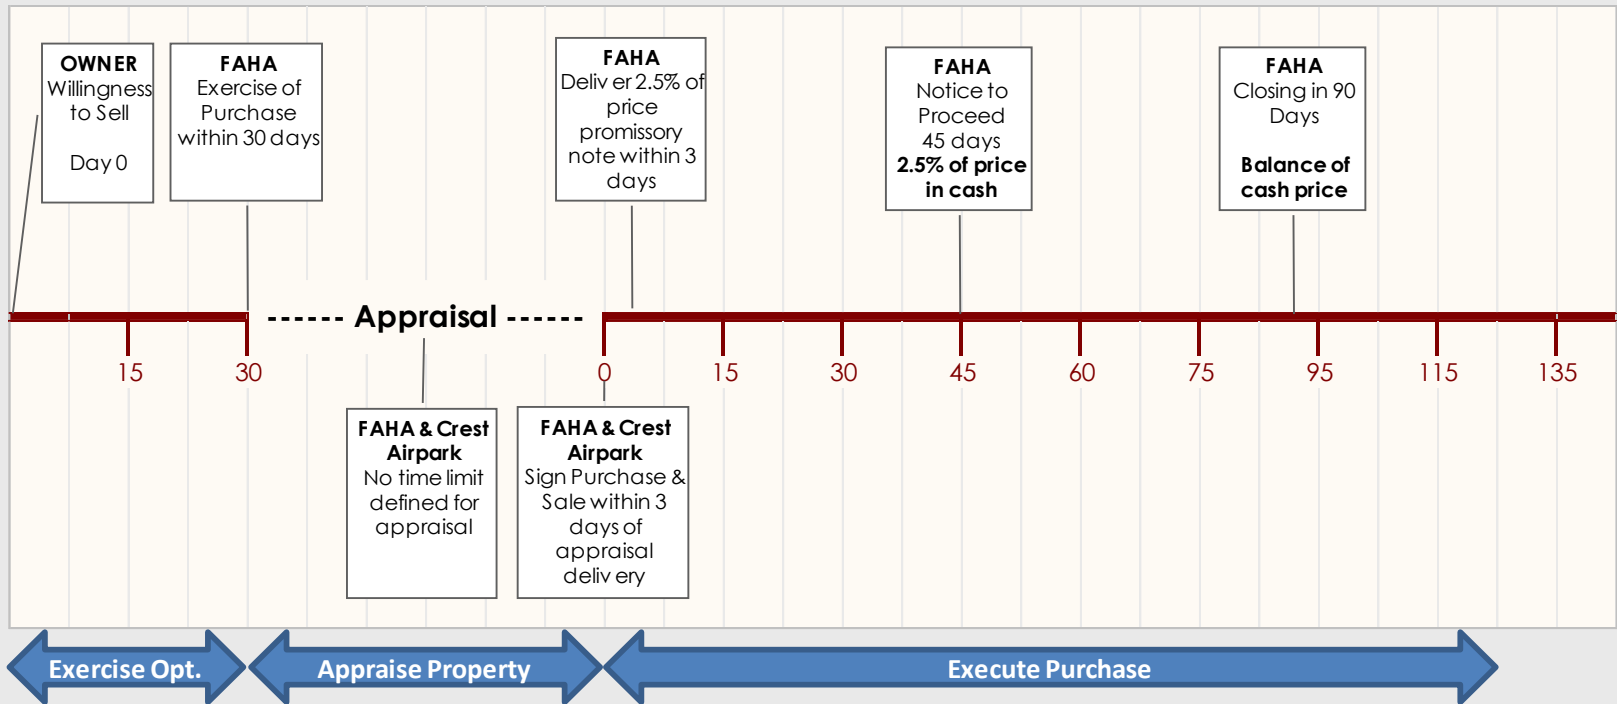 OWNER
Willingness
to Sell
Day 0
FAHA
Exercise of
Purchase
within 30 days
FAHA
Deliver 2.5% of
price
promissory
note within 3
days
FAHA
Notice to
Proceed
45 days
2.5% of price
in cash
FAHA
Closing in 90
Days
Balance of
cash price
------ Appraisal ------
15
30
0
15
30
45
60
75
95
115
135
FAHA & Crest
Airpark
No time limit
defined for
appraisal
FAHA & Crest
Airpark
Sign Purchase &
Sale within 3
days of
appraisal
delivery
Exercise Opt.
Appraise Property
Execute Purchase